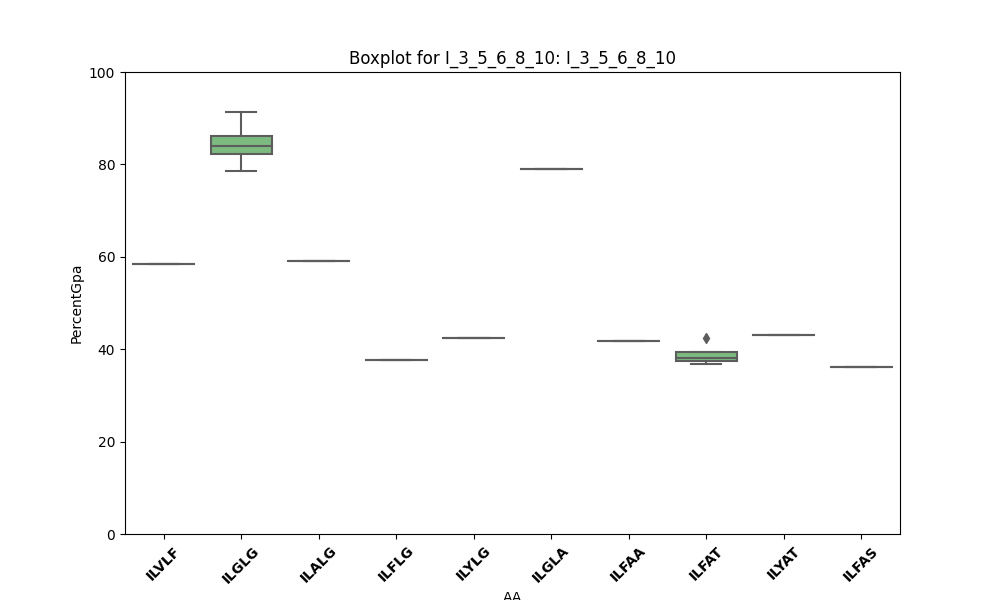 Boxplot for I_3_5_6_8_10: I_3_5_6_8_10
100
80
60
40
20
0
PercentGpa
ILVLF
ILGLG
ILALG
ILFLG
ILYLG
ILGLA
ILFAA
ILFAT
ILYAT
ILFAS
AA